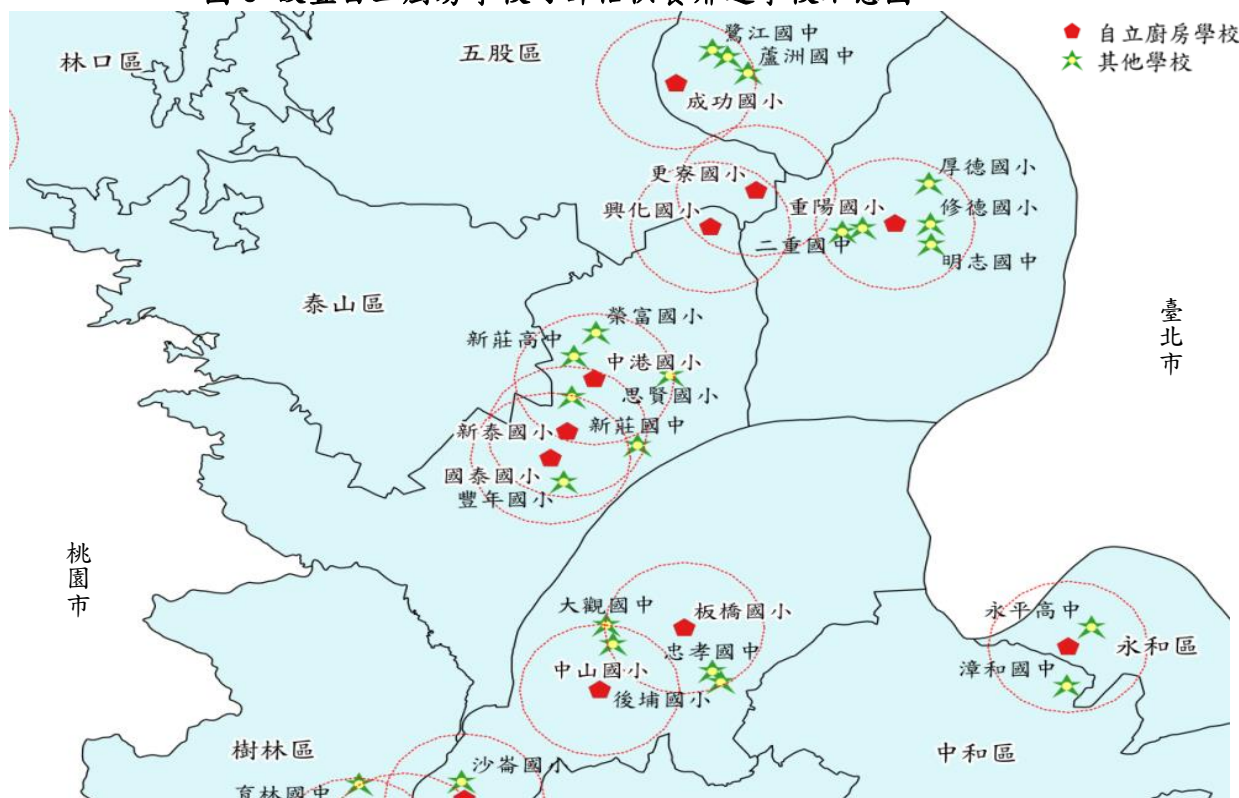 自立廚房學校
其他學校
林口區
五股區
鷺江國中
蘆洲國中
成功國小
更寮國小
興化國小
重陽國小
二重國中
厚德國小
修德國小
明志國中
泰山區
臺北市
榮富國小
新莊高中
中港國小
思賢國小
新泰國小
新莊國中
國泰國小
豐年國小
桃園市
大觀國中
板橋國小
忠孝國中
中山國小
後埔國小
永平高中
永和區
漳和國中
中和區
樹林區
沙崙國小
育林國中